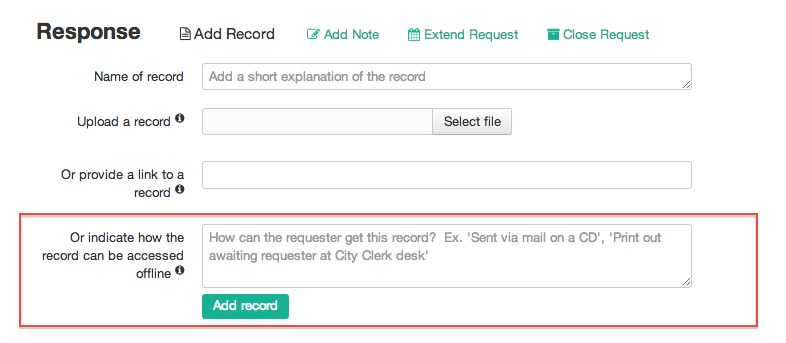 Response Add Record Add Note Extend Request Close Request
Name of record Add a short explanation of the record
Upload a record Select file
Or provide a link to a
record
Or indicate how the
record can be accessed
offline
How can the requester get this record?  Ex. 'Sent via mail on a CD', 'Print out
awaiting requester at City Clerk desk'
Add record